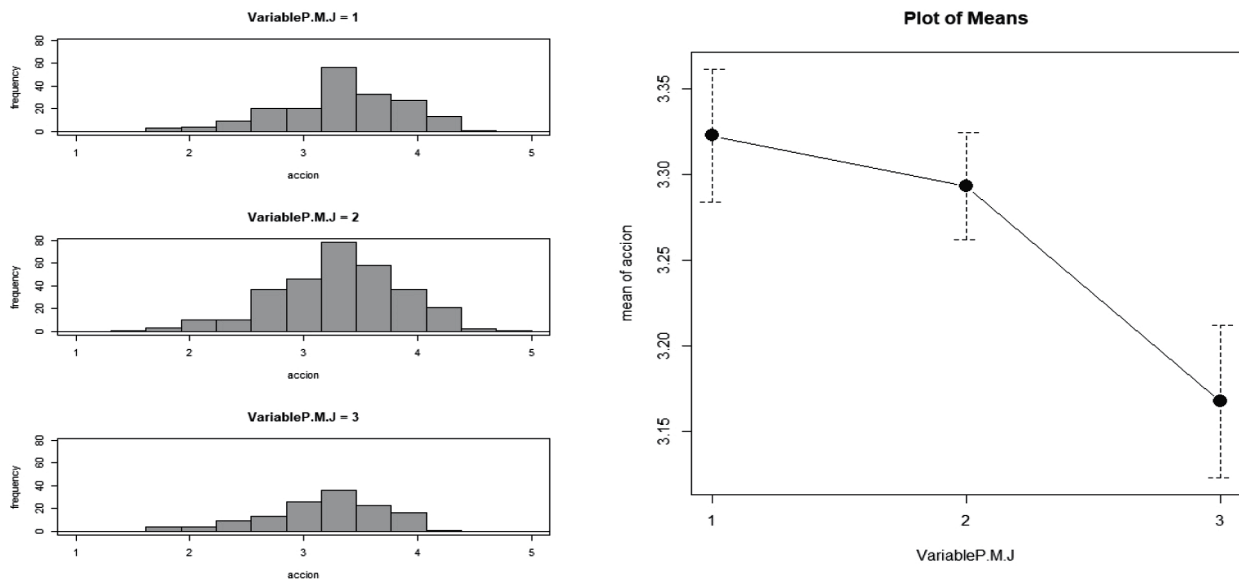 VariableP.M.J = 1
80
60
40
20
0
frequency
1 2 3 4 5
accion
VariableP.M.J = 2
80
60
40
20
0
frequency
1 2 3 4 5
accion
VariableP.M.J = 3
80
60
40
20
0
frequency
1 2 3 4 5
accion
Plot of Means
3.35
3.30
3.25
3.20
3.15
mean of accion
1 2 3
VariableP.M.J